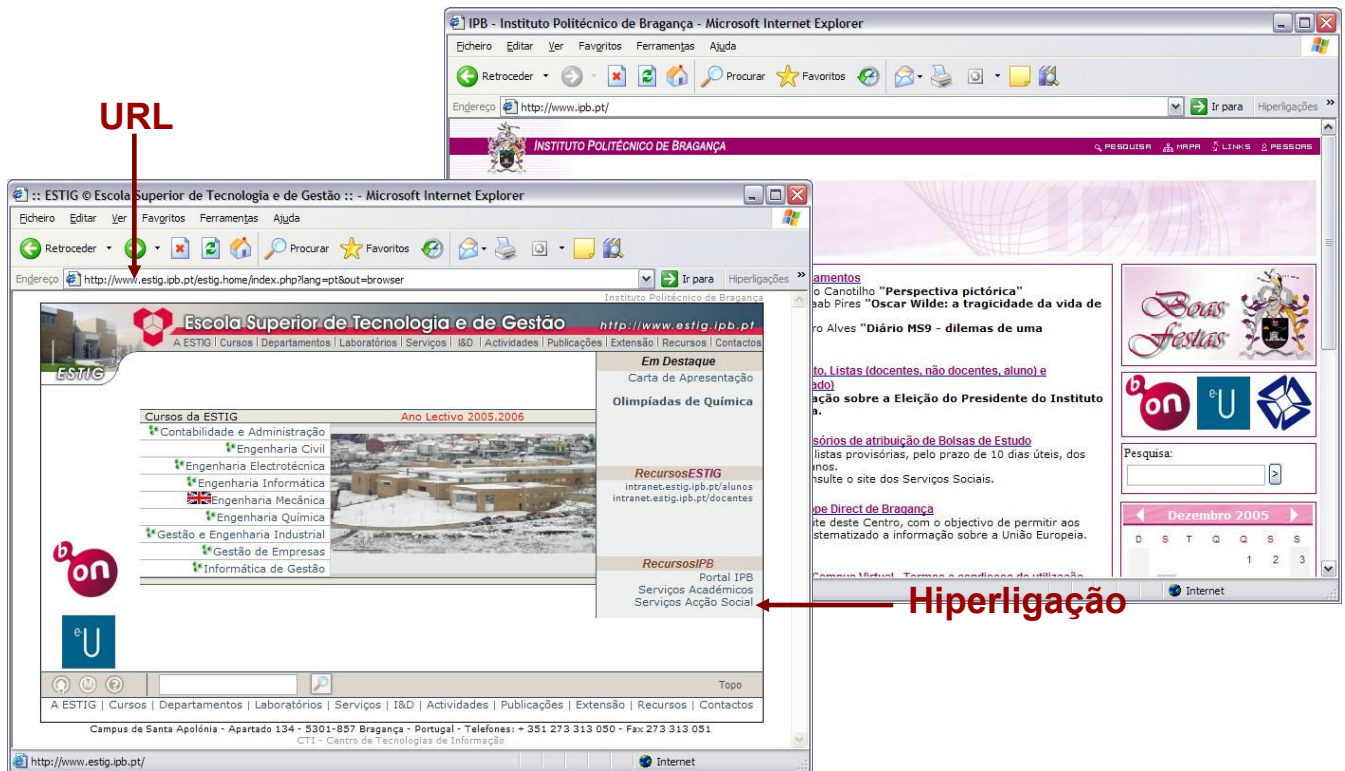 IPB - Instituto Politécnico de Bragança - Microsoft Internet Explorer
Ficheiro Editar Ver Favoritos Ferramentas Ajuda
Retroceder Procurar Favoritos
Endereço http://www.ipb.pt/ Ir para Hiperligações »
INSTITUTO POLITÉCNICO DE BRAGANÇA
PESQUISA MAPA LINKS PESSOAS
IPB
amentos
o Canotilho "Perspectiva pictórica"
aab Pires "Oscar Wilde: a tragicidade da vida de
ro Alves "Diário MS9 - dilemas de uma
to, Listas (docentes, não docentes, aluno) e
ado)
ação sobre a Eleição do Presidente do Instituto
a.
sórios de atribuição de Bolsas de Estudo
listas provisórias, pelo prazo de 10 dias úteis, dos
anos.
nsulte o site dos Serviços Sociais.
ope Direct de Bragança
ite deste Centro, com o objectivo de permitir aos
stematizado a informação sobre a União Europeia.
Campus Virtual - Termos e condições de utilização
Boas
festas
b on
e·U
Pesquisa:
>
Dezembro 2005
D S T Q Q S S
1 2 3
Internet
URL
:: ESTIG © Escola Superior de Tecnologia e de Gestão :: - Microsoft Internet Explorer
Ficheiro Editar Ver Favoritos Ferramentas Ajuda
Retroceder Procurar Favoritos
Endereço http://www.estig.ipb.pt/estig.home/index.php?lang=pt&out=browser Ir para Hiperligações »
Instituto Politécnico de Bragança
Escola Superior de Tecnologia e de Gestão http://www.estig.ipb.pt
A ESTIG | Cursos | Departamentos | Laboratórios | Serviços | I&D | Actividades | Publicações | Extensão | Recursos | Contactos
ESTIG
Em Destaque
Carta de Apresentação
Olimpíadas de Química
Cursos da ESTIG Ano Lectivo 2005.2006
Contabilidade e Administração
Engenharia Civil
Engenharia Electrotécnica
Engenharia Informática
Engenharia Mecânica
Engenharia Química
Gestão e Engenharia Industrial
Gestão de Empresas
Informática de Gestão
RecursosESTIG
intranet.estig.ipb.pt/alunos
intranet.estig.ipb.pt/docentes
RecursosIPB
Portal IPB
Serviços Académicos
Serviços Acção Social
Hiperligação
b on
e·U
Topo
A ESTIG | Cursos | Departamentos | Laboratórios | Serviços | I&D | Actividades | Publicações | Extensão | Recursos | Contactos
Campus de Santa Apolónia - Apartado 134 - 5301-857 Bragança - Portugal - Telefones: + 351 273 313 050 - Fax 273 313 051
CTI - Centro de Tecnologias de Informação
http://www.estig.ipb.pt/ Internet